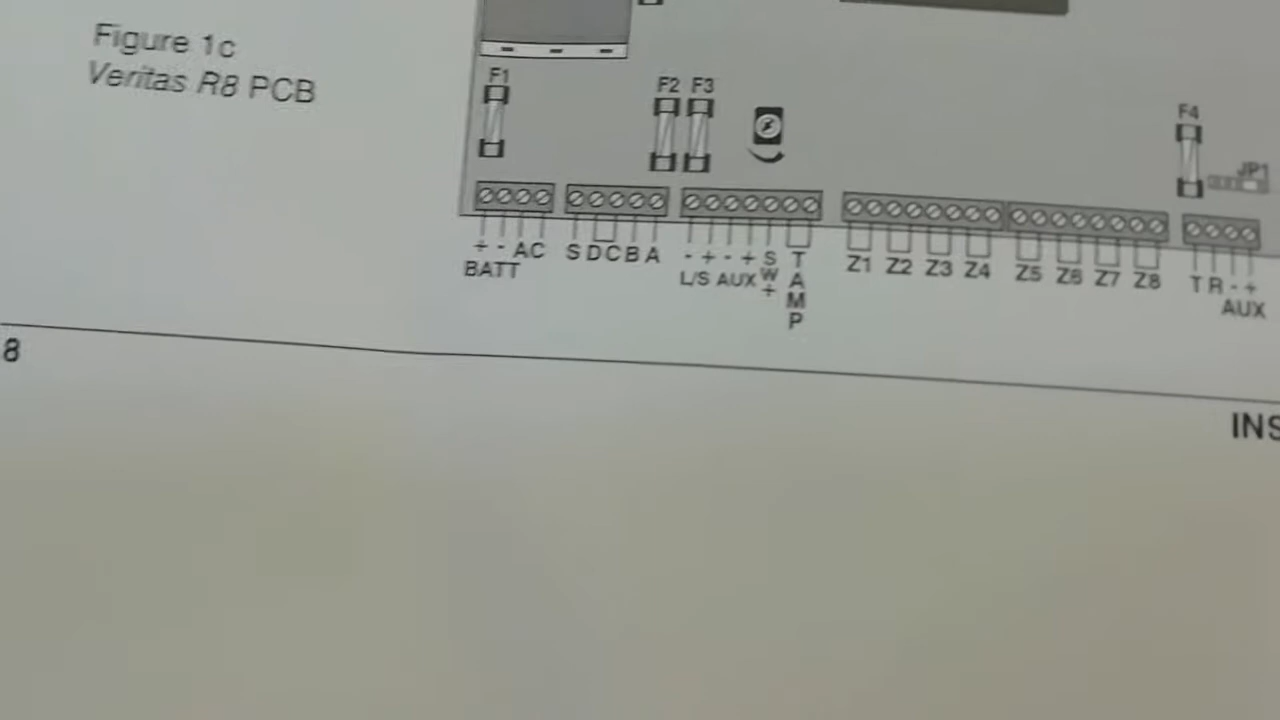 Figure 1c
Veritas R8 PCB
F1
F2 F3
F4
JP1
+ - AC
BATT
S D C B A
- + - + S W +
L/S AUX
TAMP
Z1 Z2 Z3 Z4
Z5 Z6 Z7 Z8
T R - +
AUX
8
INS